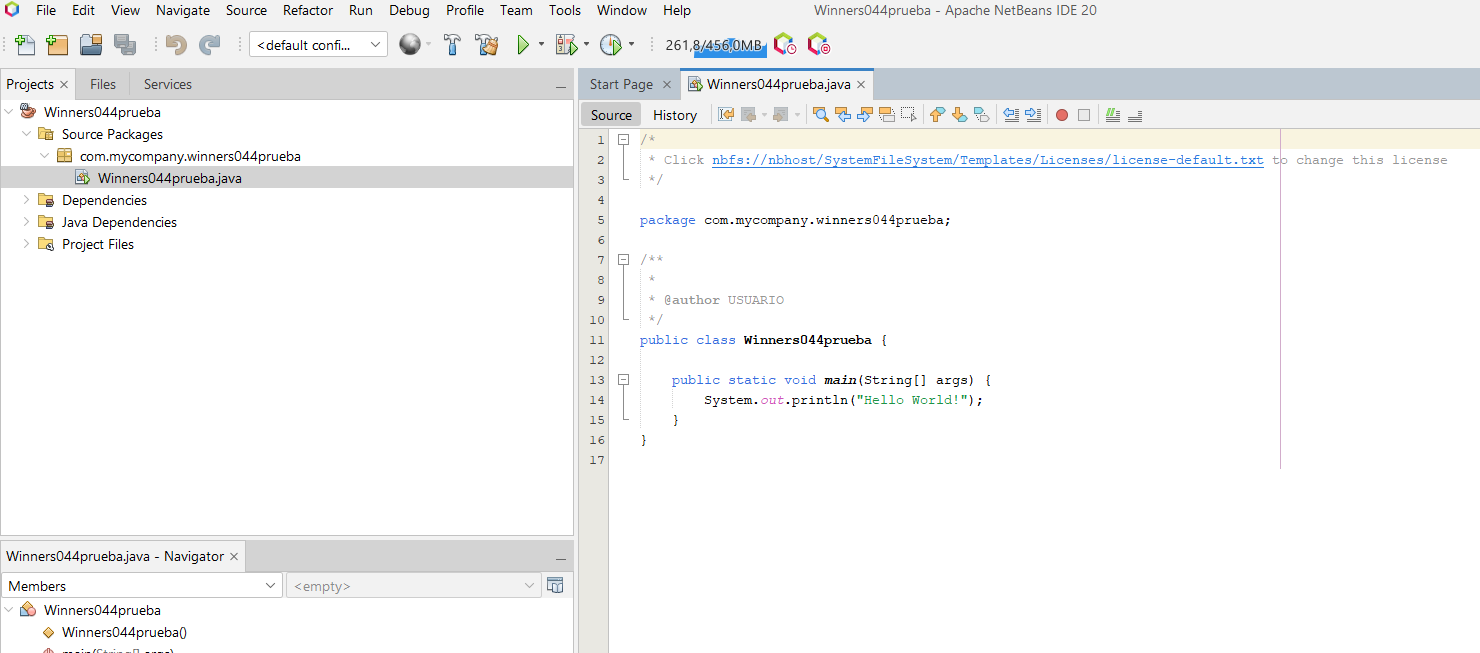 File Edit View Navigate Source Refactor Run Debug Profile Team Tools Window Help Winners044prueba - Apache NetBeans IDE 20
<default confi... 261,8/456,0MB
Projects Files Services
Winners044prueba
Source Packages
com.mycompany.winners044prueba
Winners044prueba.java
Dependencies
Java Dependencies
Project Files
Winners044prueba.java - Navigator
Members <empty>
Winners044prueba
Winners044prueba()
main(String[] args)
Start Page Winners044prueba.java
Source History
1 /*
2 * Click nbfs://nbhost/SystemFileSystem/Templates/Licenses/license-default.txt to change this license
3 */
4
5 package com.mycompany.winners044prueba;
6
7 /**
8 *
9 * @author USUARIO
10 */
11 public class Winners044prueba {
12
13 public static void main(String[] args) {
14 System.out.println("Hello World!");
15 }
16 }
17